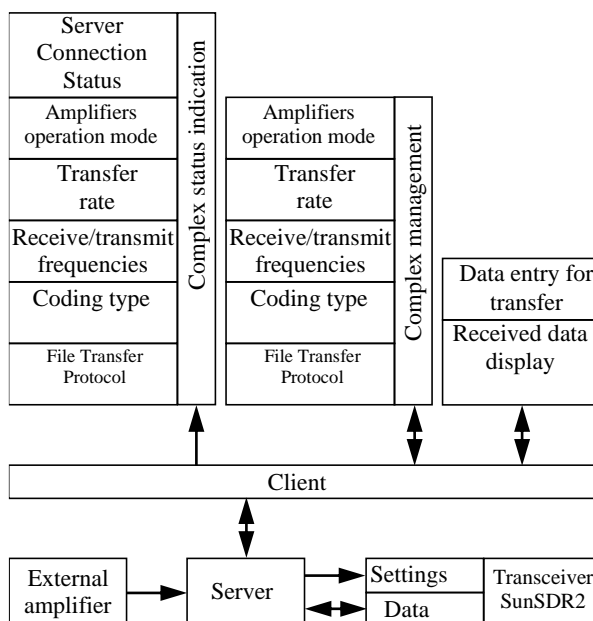 Server
Connection
Status
Amplifiers
operation mode
Transfer
rate
Receive/transmit
frequencies
Coding type
File Transfer
Protocol
Complex status indication
Amplifiers
operation mode
Transfer
rate
Receive/transmit
frequencies
Coding type
File Transfer
Protocol
Complex management
Data entry for
transfer
Received data
display
Client
External
amplifier
Server
Settings
Data
Transceiver
SunSDR2